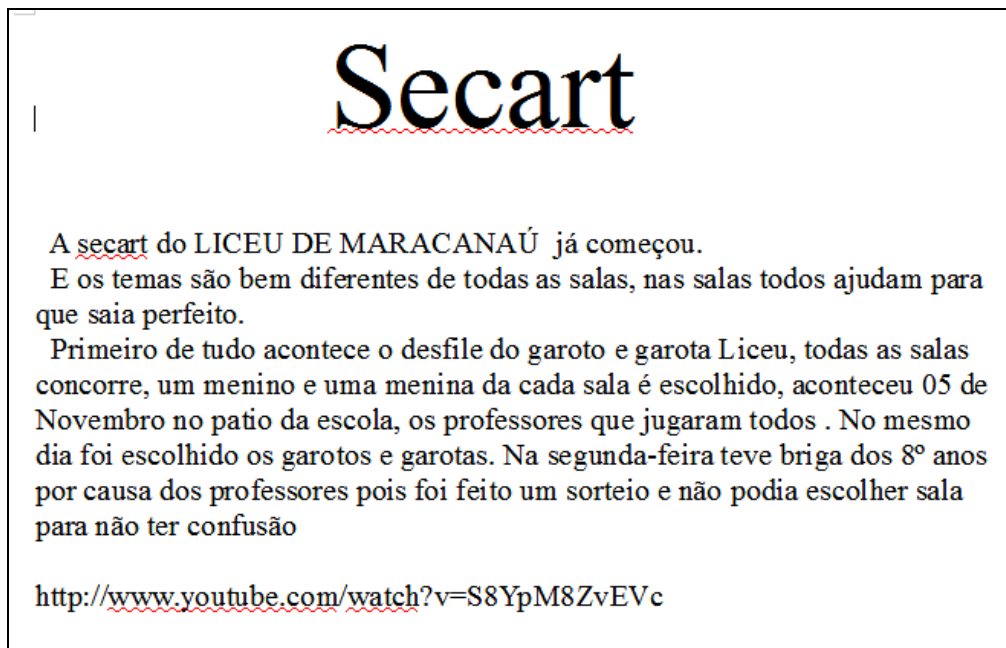 Secart
A secart do LICEU DE MARACANAÚ já começou.
E os temas são bem diferentes de todas as salas, nas salas todos ajudam para
que saia perfeito.
Primeiro de tudo acontece o desfile do garoto e garota Liceu, todas as salas
concorre, um menino e uma menina da cada sala é escolhido, aconteceu 05 de
Novembro no patio da escola, os professores que jugaram todos . No mesmo
dia foi escolhido os garotos e garotas. Na segunda-feira teve briga dos 8º anos
por causa dos professores pois foi feito um sorteio e não podia escolher sala
para não ter confusão
http://www.youtube.com/watch?v=S8YpM8ZvEVc